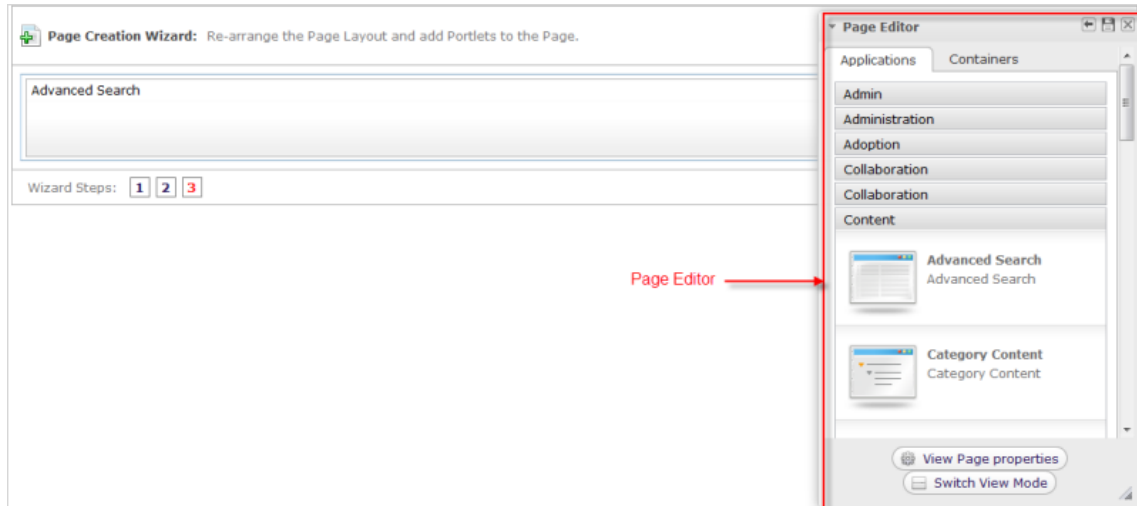 Page Creation Wizard: Re-arrange the Page Layout and add Portlets to the Page.
Advanced Search
Wizard Steps: 1 2 3
Page Editor
Page Editor
Applications Containers
Admin
Administration
Adoption
Collaboration
Collaboration
Content
Advanced Search
Advanced Search
Category Content
Category Content
View Page properties
Switch View Mode